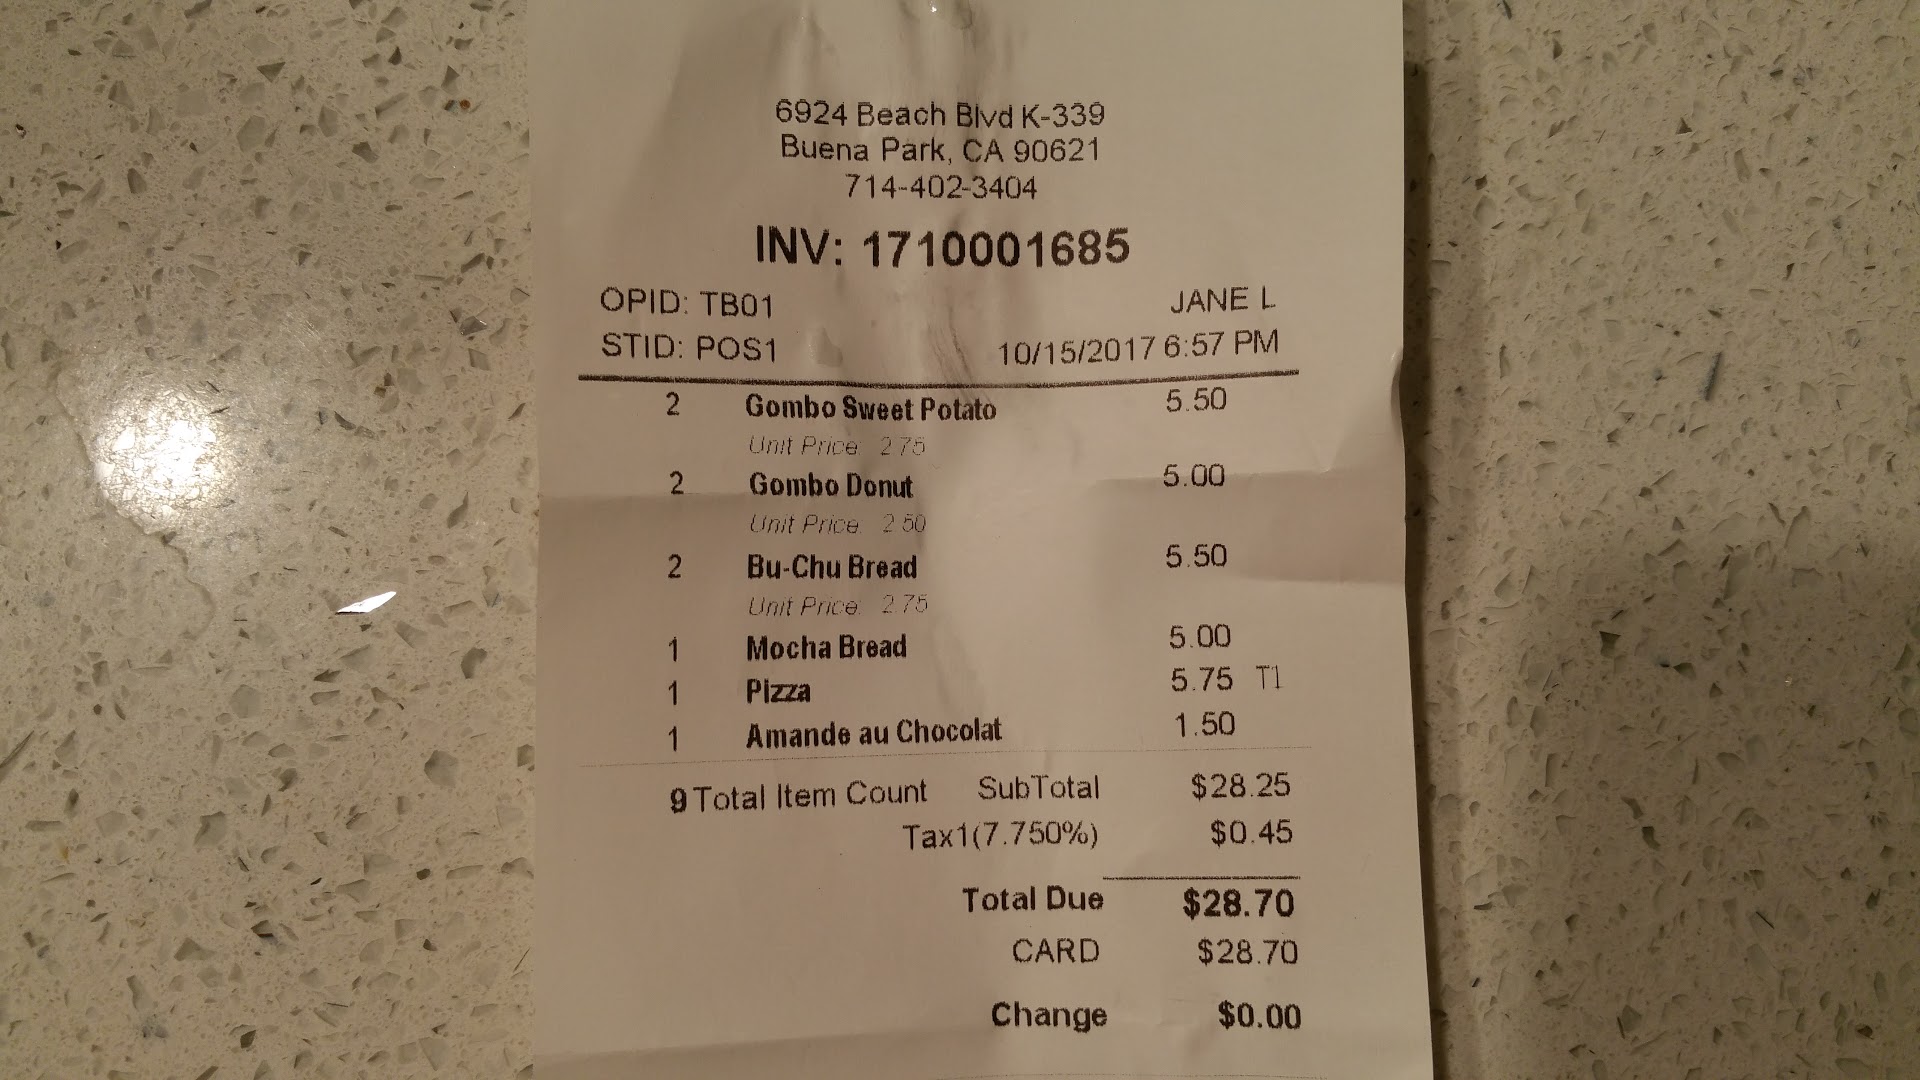 6924 Beach Blvd K-339
Buena Park, CA 90621
714-402-3404
INV: 1710001685
OPID: TB01 JANE L
STID: POS1 10/15/2017 6:57 PM
2 Gombo Sweet Potato 5.50
Unit Price: 2.75
2 Gombo Donut 5.00
Unit Price: 2.50
2 Bu-Chu Bread 5.50
Unit Price: 2.75
1 Mocha Bread 5.00
1 Pizza 5.75 T1
1 Amande au Chocolat 1.50
9 Total Item Count SubTotal $28.25
Tax1(7.750%) $0.45
Total Due $28.70
CARD $28.70
Change $0.00